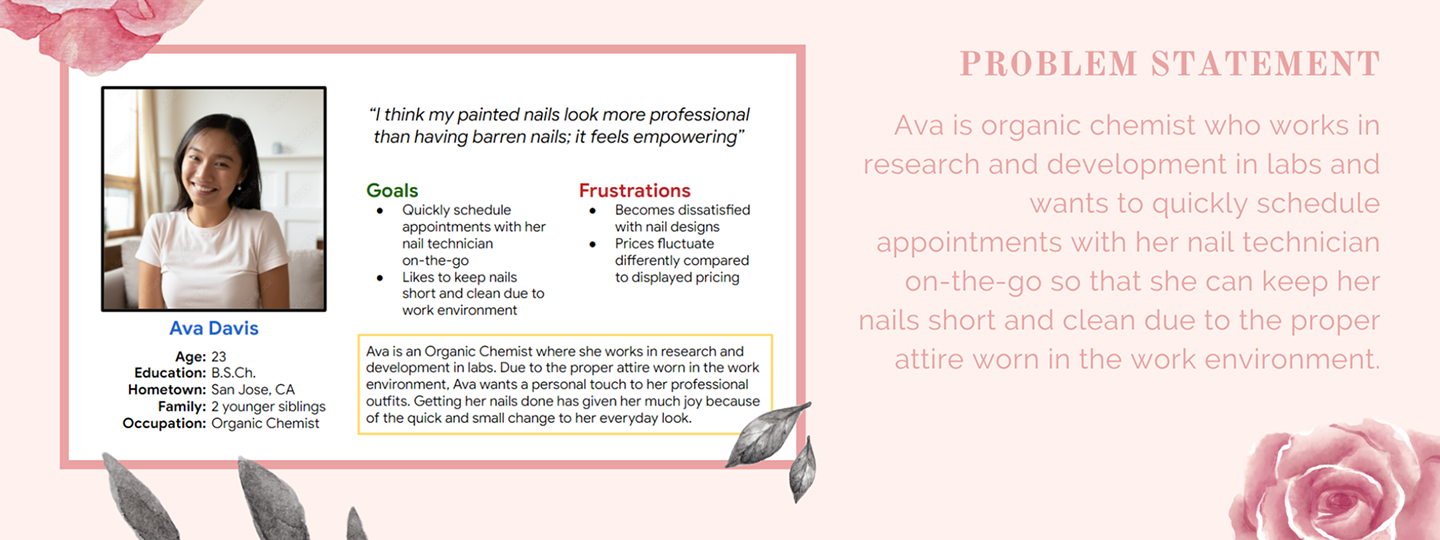 “I think my painted nails look more professional
than having barren nails; it feels empowering”
Goals
● Quickly schedule
appointments with her
nail technician
on-the-go
● Likes to keep nails
short and clean due to
work environment
Frustrations
● Becomes dissatisfied
with nail designs
● Prices fluctuate
differently compared
to displayed pricing
Ava Davis
Age: 23
Education: B.S.Ch.
Hometown: San Jose, CA
Family: 2 younger siblings
Occupation: Organic Chemist
Ava is an Organic Chemist where she works in research and
development in labs. Due to the proper attire worn in the work
environment, Ava wants a personal touch to her professional
outfits. Getting her nails done has given her much joy because
of the quick and small change to her everyday look.
PROBLEM STATEMENT
Ava is organic chemist who works in
research and development in labs and
wants to quickly schedule
appointments with her nail technician
on-the-go so that she can keep her
nails short and clean due to the proper
attire worn in the work environment.